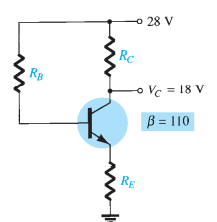 28 V
R_C
R_B
V_C = 18 V
β = 110
R_E